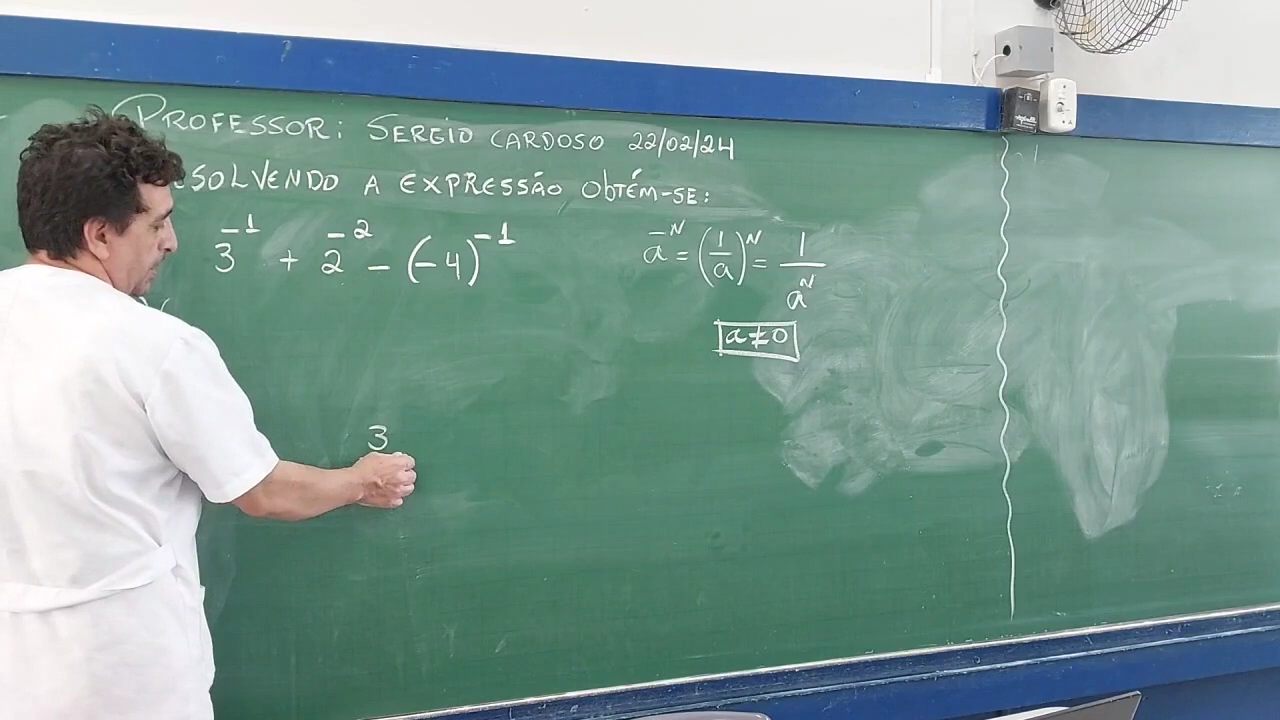 PROFESSOR: SERGIO CARDOSO 22/02/24
SOLVENDO A EXPRESSÃO ObTÉM-SE:
3⁻¹ + 2⁻² - (-4)⁻¹
a⁻ᴺ = (1/a)ᴺ = 1/aᴺ
a≠0
3